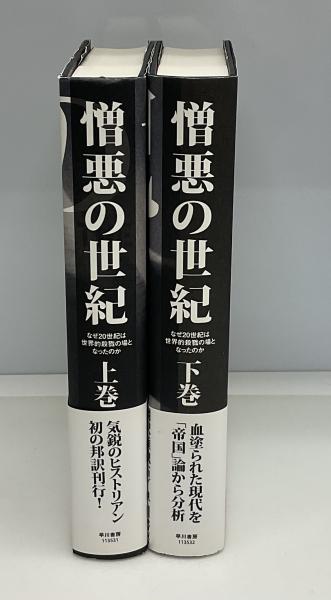 憎悪の世紀
なぜ20世紀は
世界的殺戮の場と
なったのか
上巻
気鋭のヒストリアン
初の邦訳刊行！
早川書房
113531
憎悪の世紀
なぜ20世紀は
世界的殺戮の場と
なったのか
下巻
血塗られた現代を
「帝国」論から分析
早川書房
113532